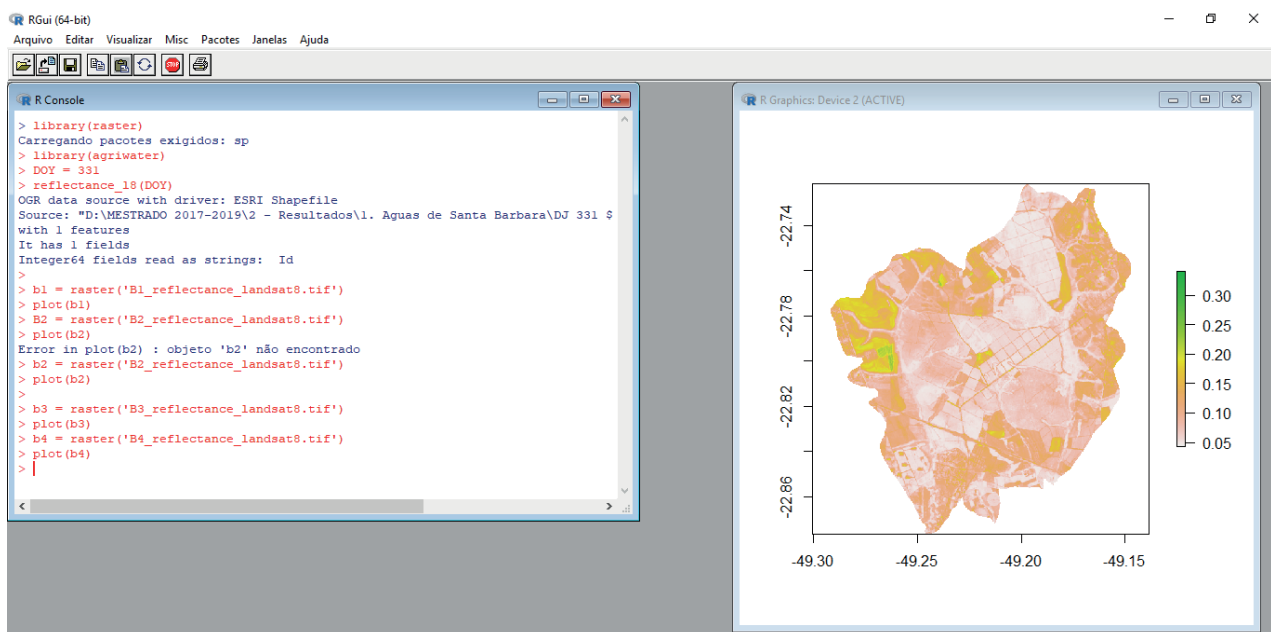 RGui (64-bit)
Arquivo Editar Visualizar Misc Pacotes Janelas Ajuda
STOP
R Console
> library(raster)
Carregando pacotes exigidos: sp
> library(agriwater)
> DOY = 331
> reflectance_l8(DOY)
OGR data source with driver: ESRI Shapefile
Source: "D:\MESTRADO 2017-2019\2 - Resultados\1. Aguas de Santa Barbara\DJ 331 $
with 1 features
It has 1 fields
Integer64 fields read as strings:  Id
>
> b1 = raster('B1_reflectance_landsat8.tif')
> plot(b1)
> B2 = raster('B2_reflectance_landsat8.tif')
> plot(b2)
Error in plot(b2) : objeto 'b2' não encontrado
> b2 = raster('B2_reflectance_landsat8.tif')
> plot(b2)
>
> b3 = raster('B3_reflectance_landsat8.tif')
> plot(b3)
> b4 = raster('B4_reflectance_landsat8.tif')
> plot(b4)
>
R Graphics: Device 2 (ACTIVE)
-22.74
-22.78
-22.82
-22.86
-49.30
-49.25
-49.20
-49.15
0.30
0.25
0.20
0.15
0.10
0.05